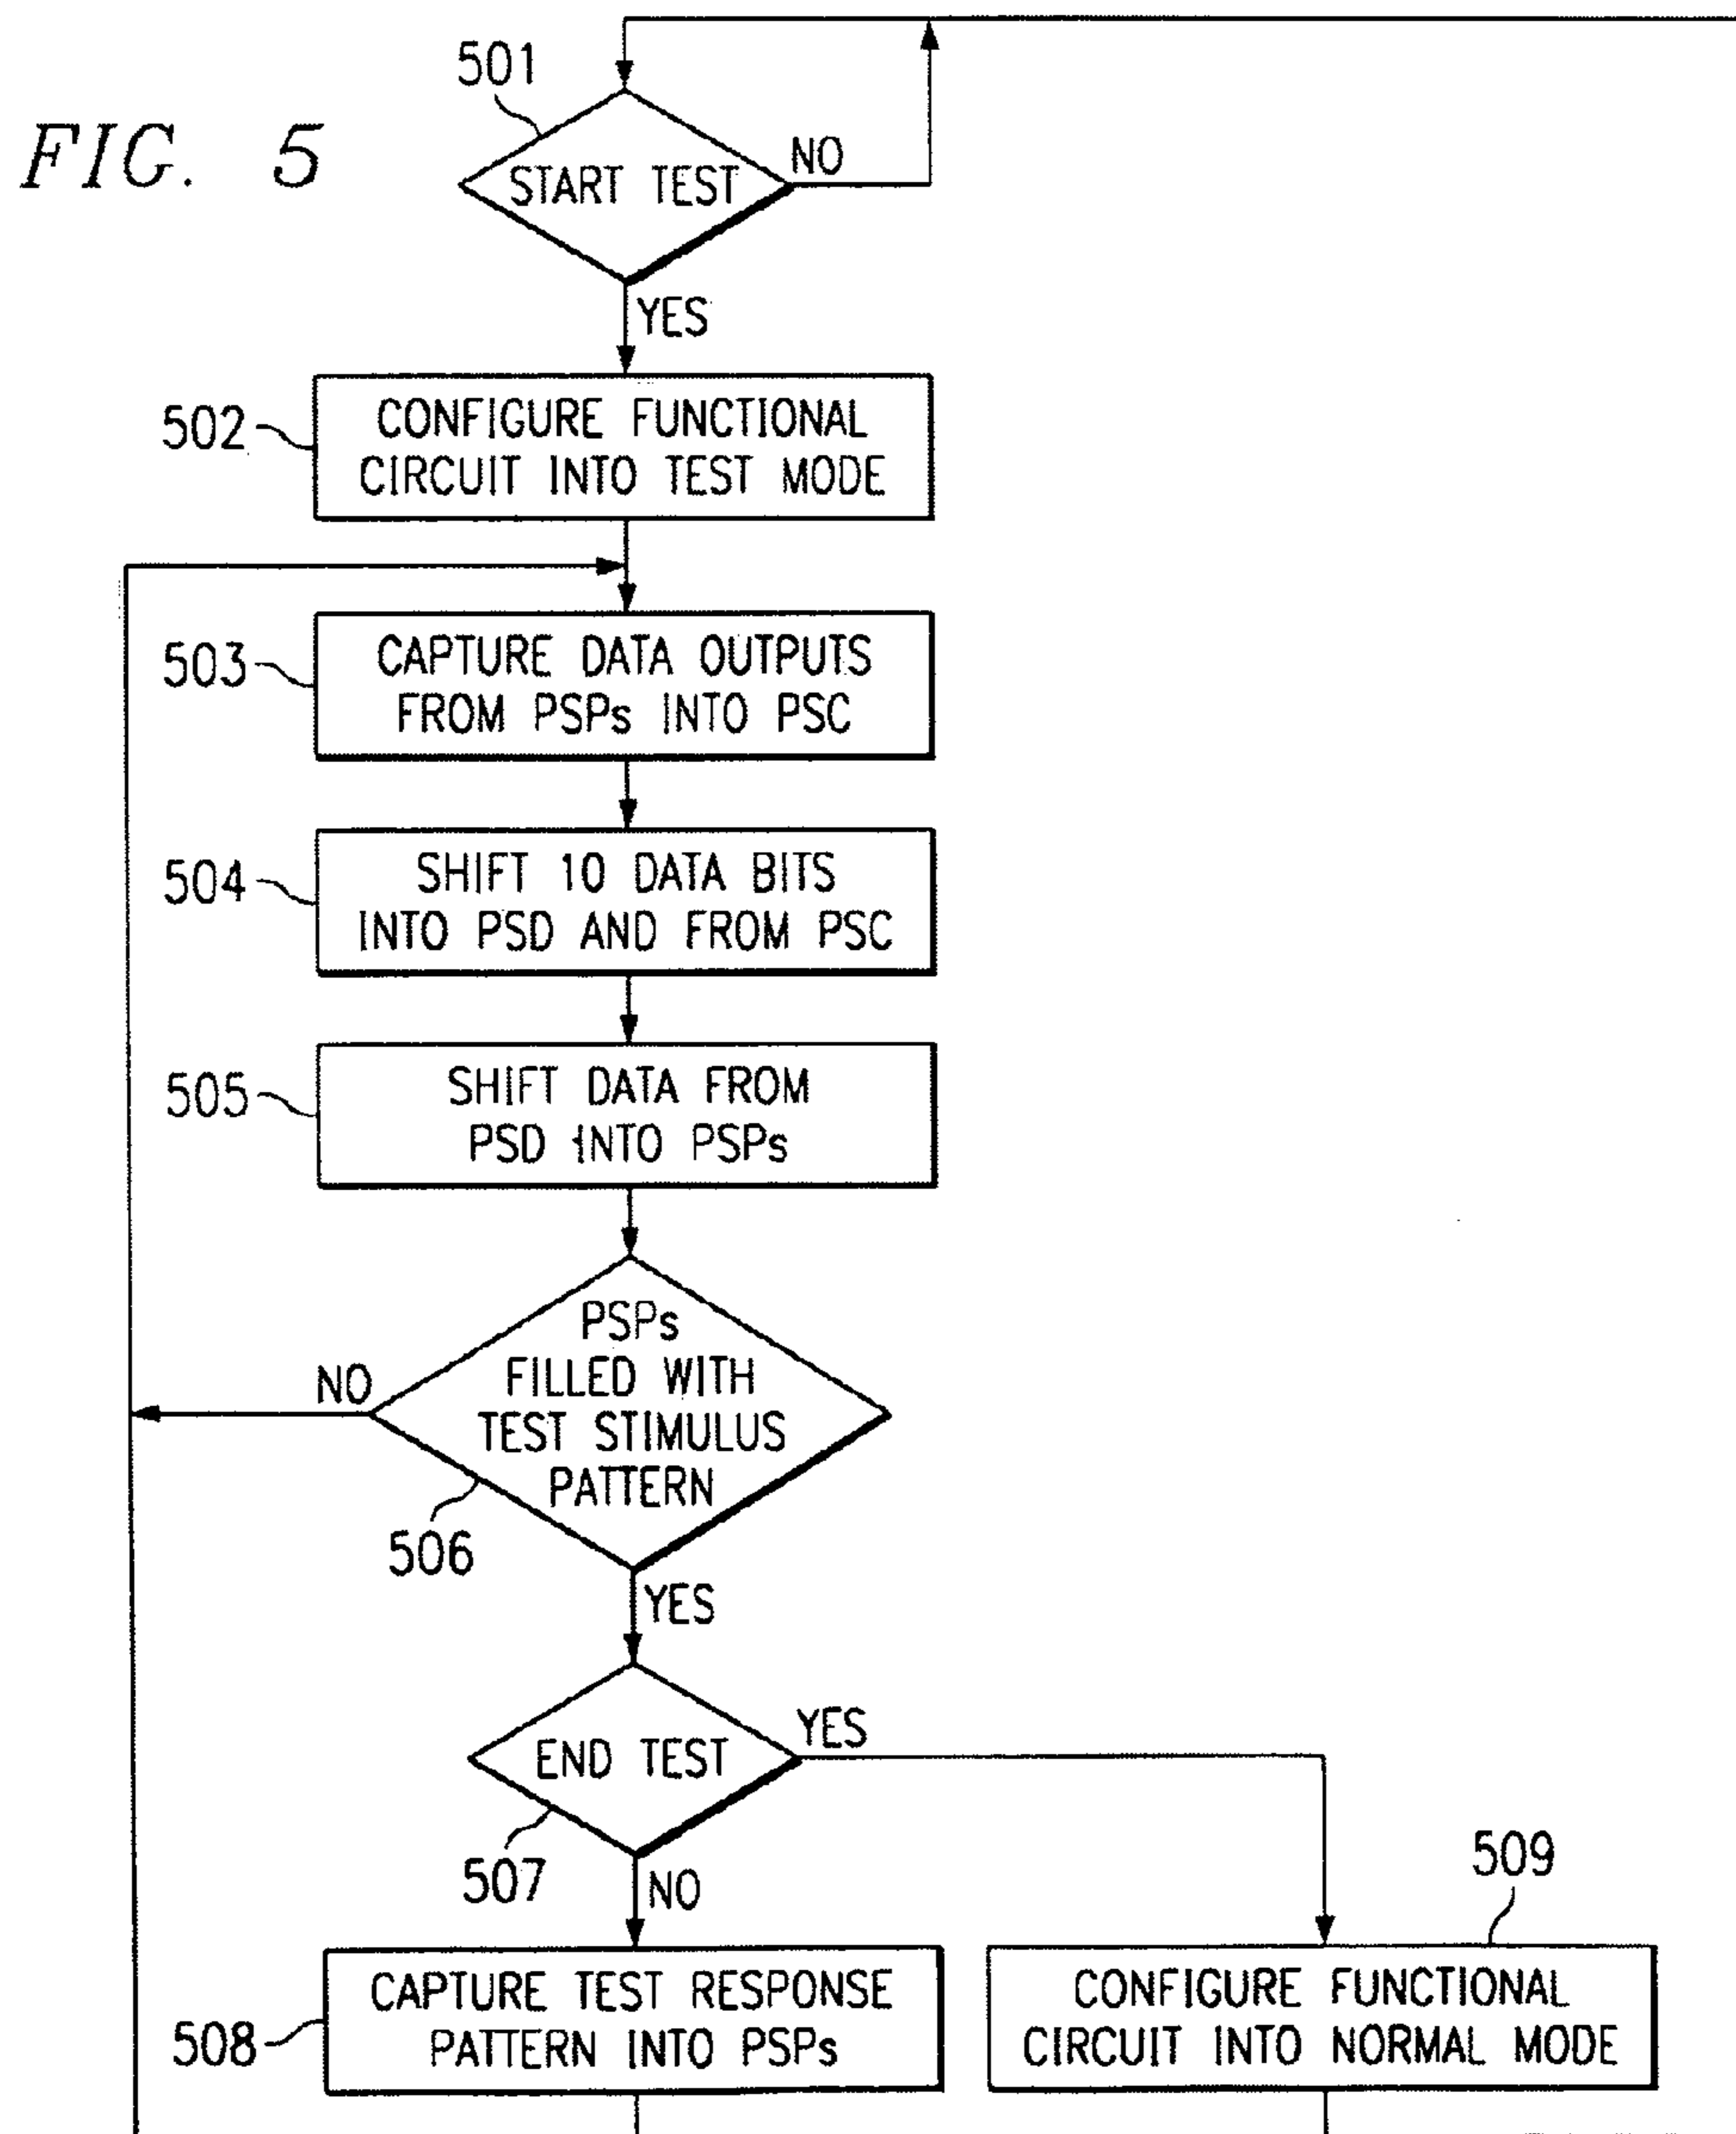 FIG. 5
501
START TEST
NO
YES
502
CONFIGURE FUNCTIONAL
CIRCUIT INTO TEST MODE
503
CAPTURE DATA OUTPUTS
FROM PSPs INTO PSC
504
SHIFT 10 DATA BITS
INTO PSD AND FROM PSC
505
SHIFT DATA FROM
PSD INTO PSPs
PSPs
FILLED WITH
TEST STIMULUS
PATTERN
NO
506
YES
END TEST
YES
507
NO
509
508
CAPTURE TEST RESPONSE
PATTERN INTO PSPs
CONFIGURE FUNCTIONAL
CIRCUIT INTO NORMAL MODE